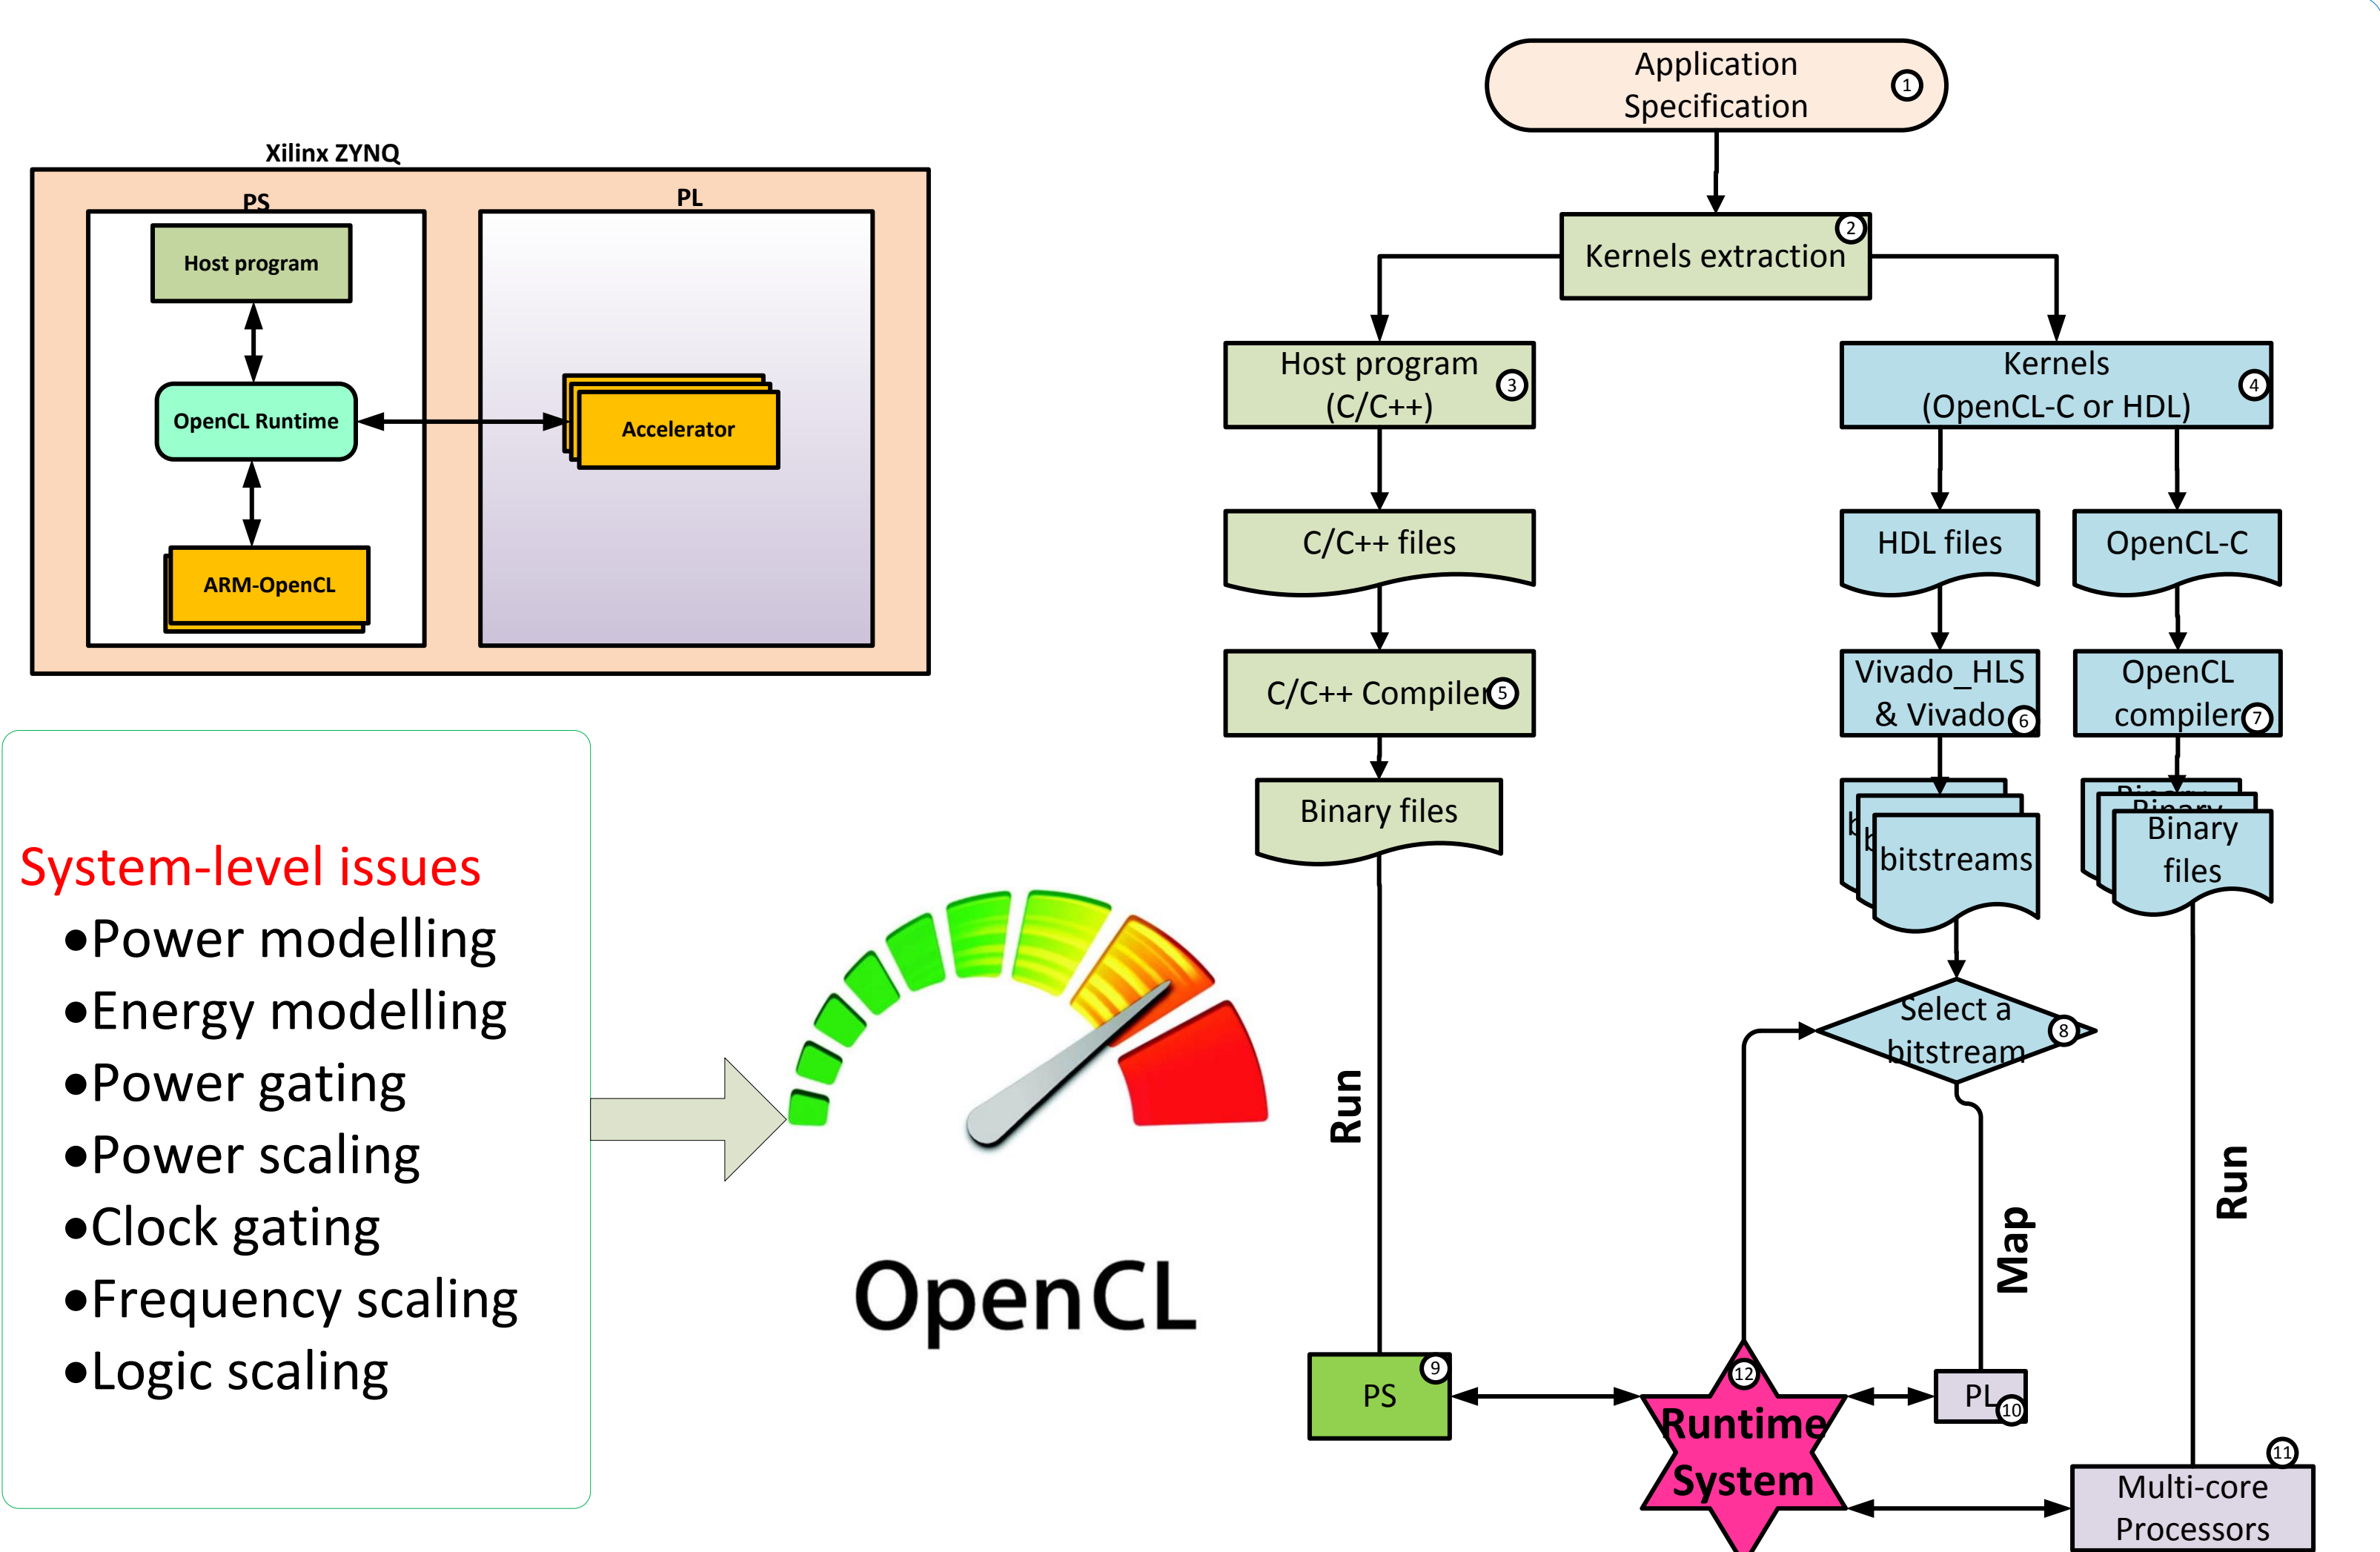 Xilinx ZYNQ
PS
PL
Host program
OpenCL Runtime
Accelerator
ARM-OpenCL
System-level issues
•Power modelling
•Energy modelling
•Power gating
•Power scaling
•Clock gating
•Frequency scaling
•Logic scaling
OpenCL
Application
Specification
1
Kernels extraction
2
Host program
(C/C++)
3
Kernels
(OpenCL-C or HDL)
4
C/C++ files
HDL files
OpenCL-C
C/C++ Compiler
5
Vivado_HLS
& Vivado
6
OpenCL
compiler
7
Binary files
bitstreams
Binary
Binary
Binary
files
Select a
bitstream
8
Run
Map
Run
PS
9
12
Runtime
System
PL
10
11
Multi-core
Processors